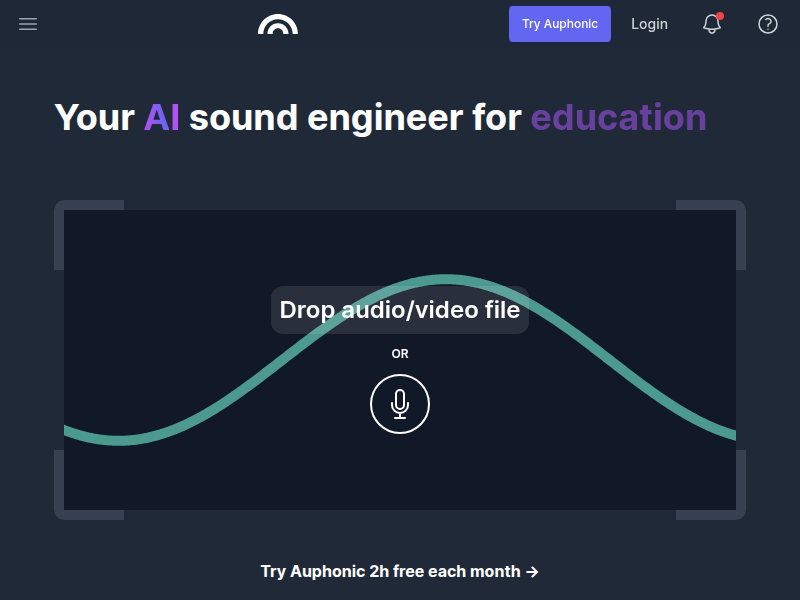 Try Auphonic
Login
Your AI sound engineer for education
Drop audio/video file
OR
Try Auphonic 2h free each month →